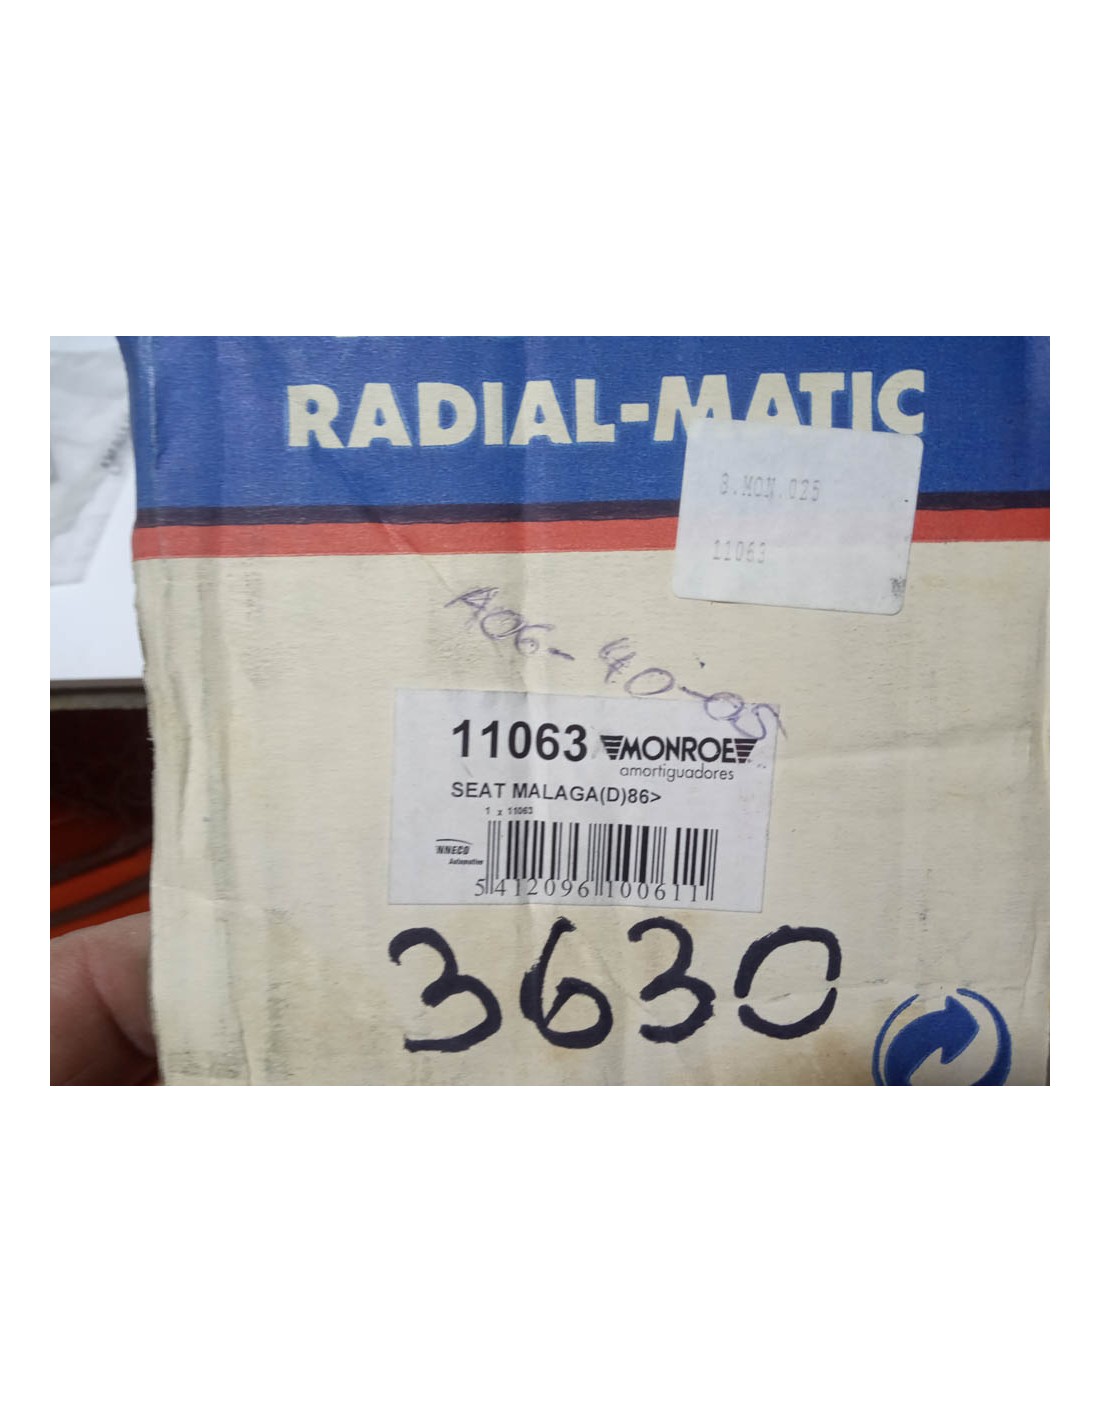 RADIAL-MATIC
3.MON.025
11063
A06-40-05
11063 MONROE
amortiguadores
SEAT MALAGA(D)86>
1 x 11063
Automotive
5 412096 100611
3630